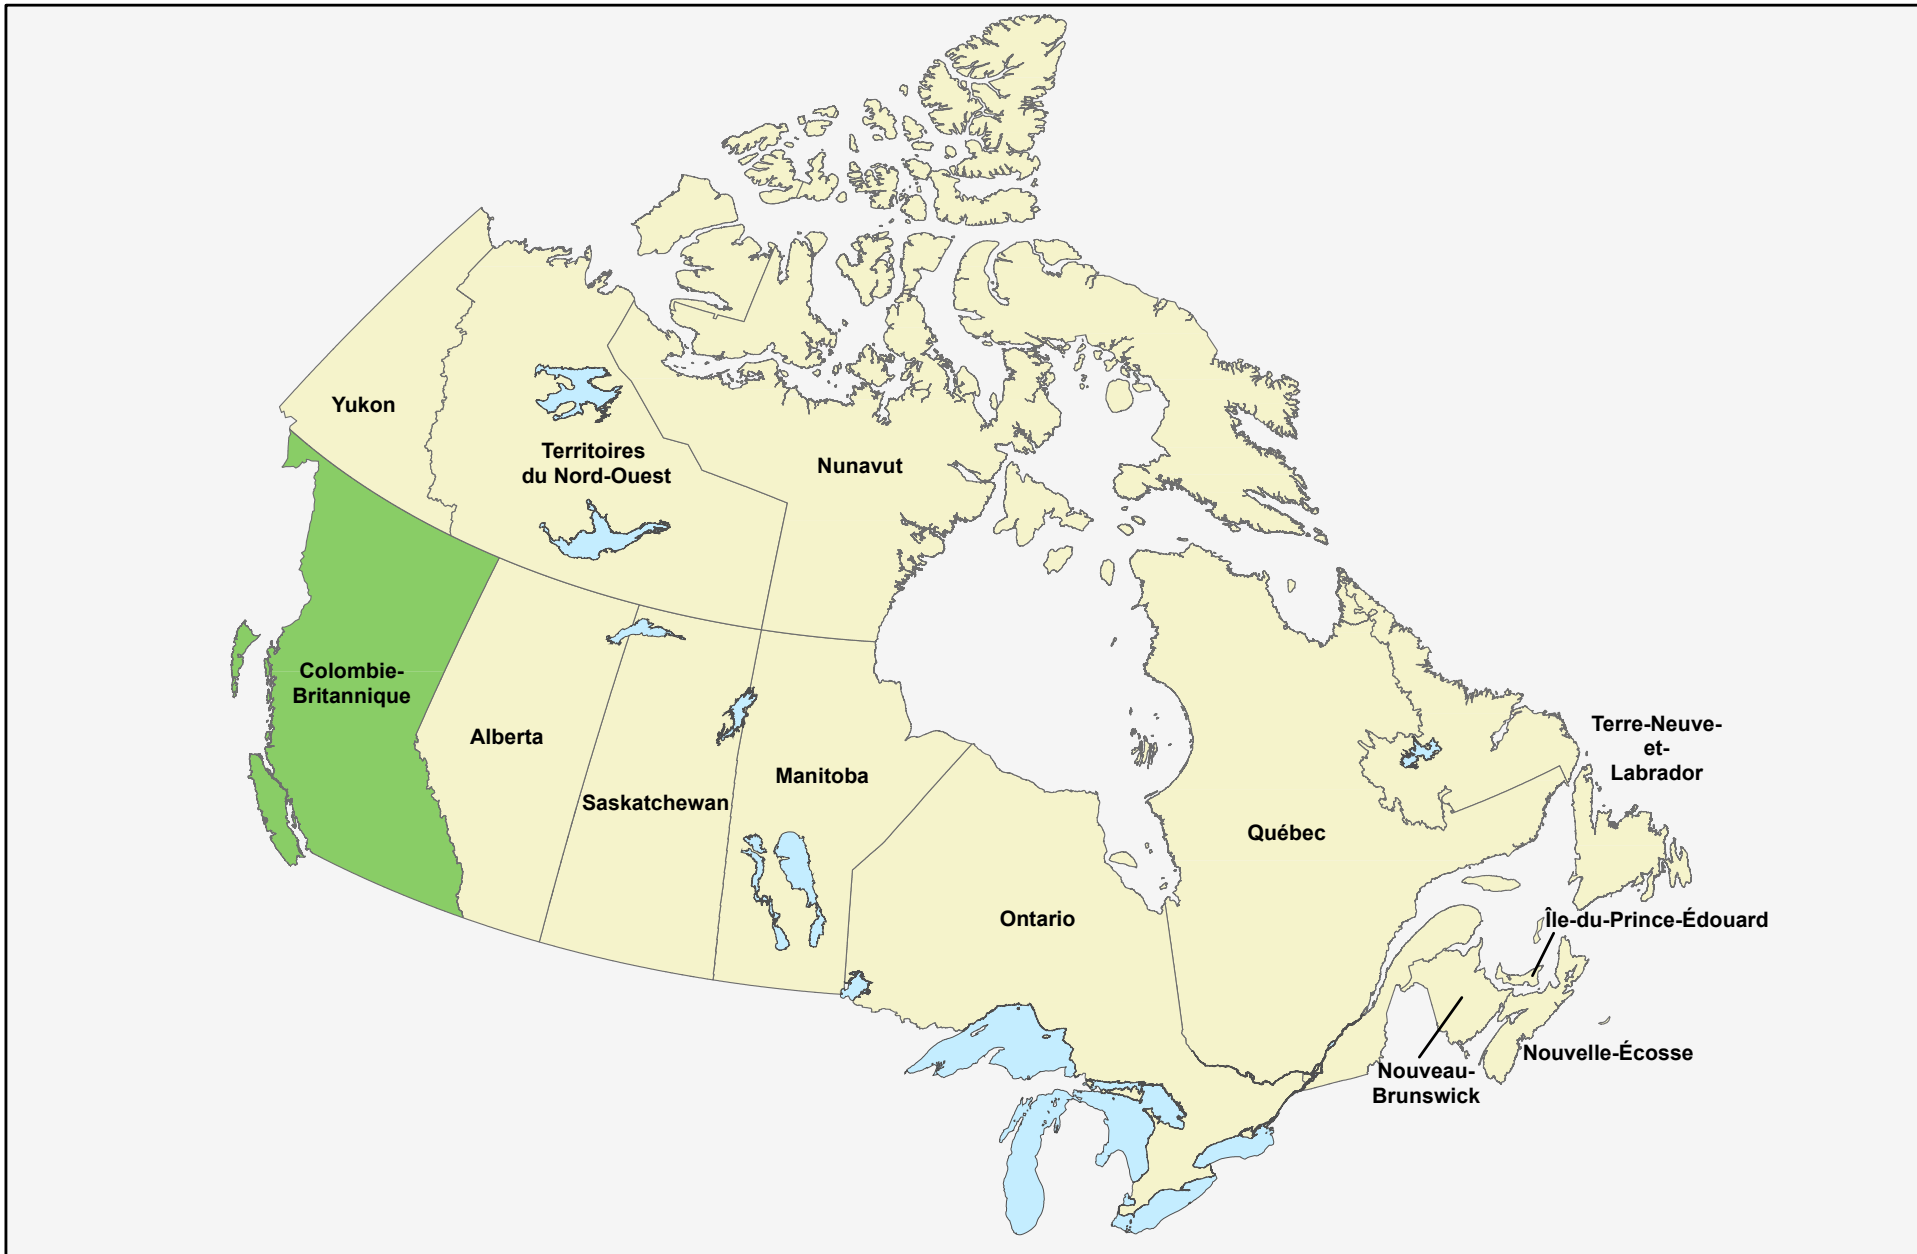 Yukon
Territoires
du Nord-Ouest
Nunavut
Colombie-
Britannique
Alberta
Saskatchewan
Manitoba
Ontario
Québec
Terre-Neuve-
et-
Labrador
Île-du-Prince-Édouard
Nouvelle-Écosse
Nouveau-
Brunswick